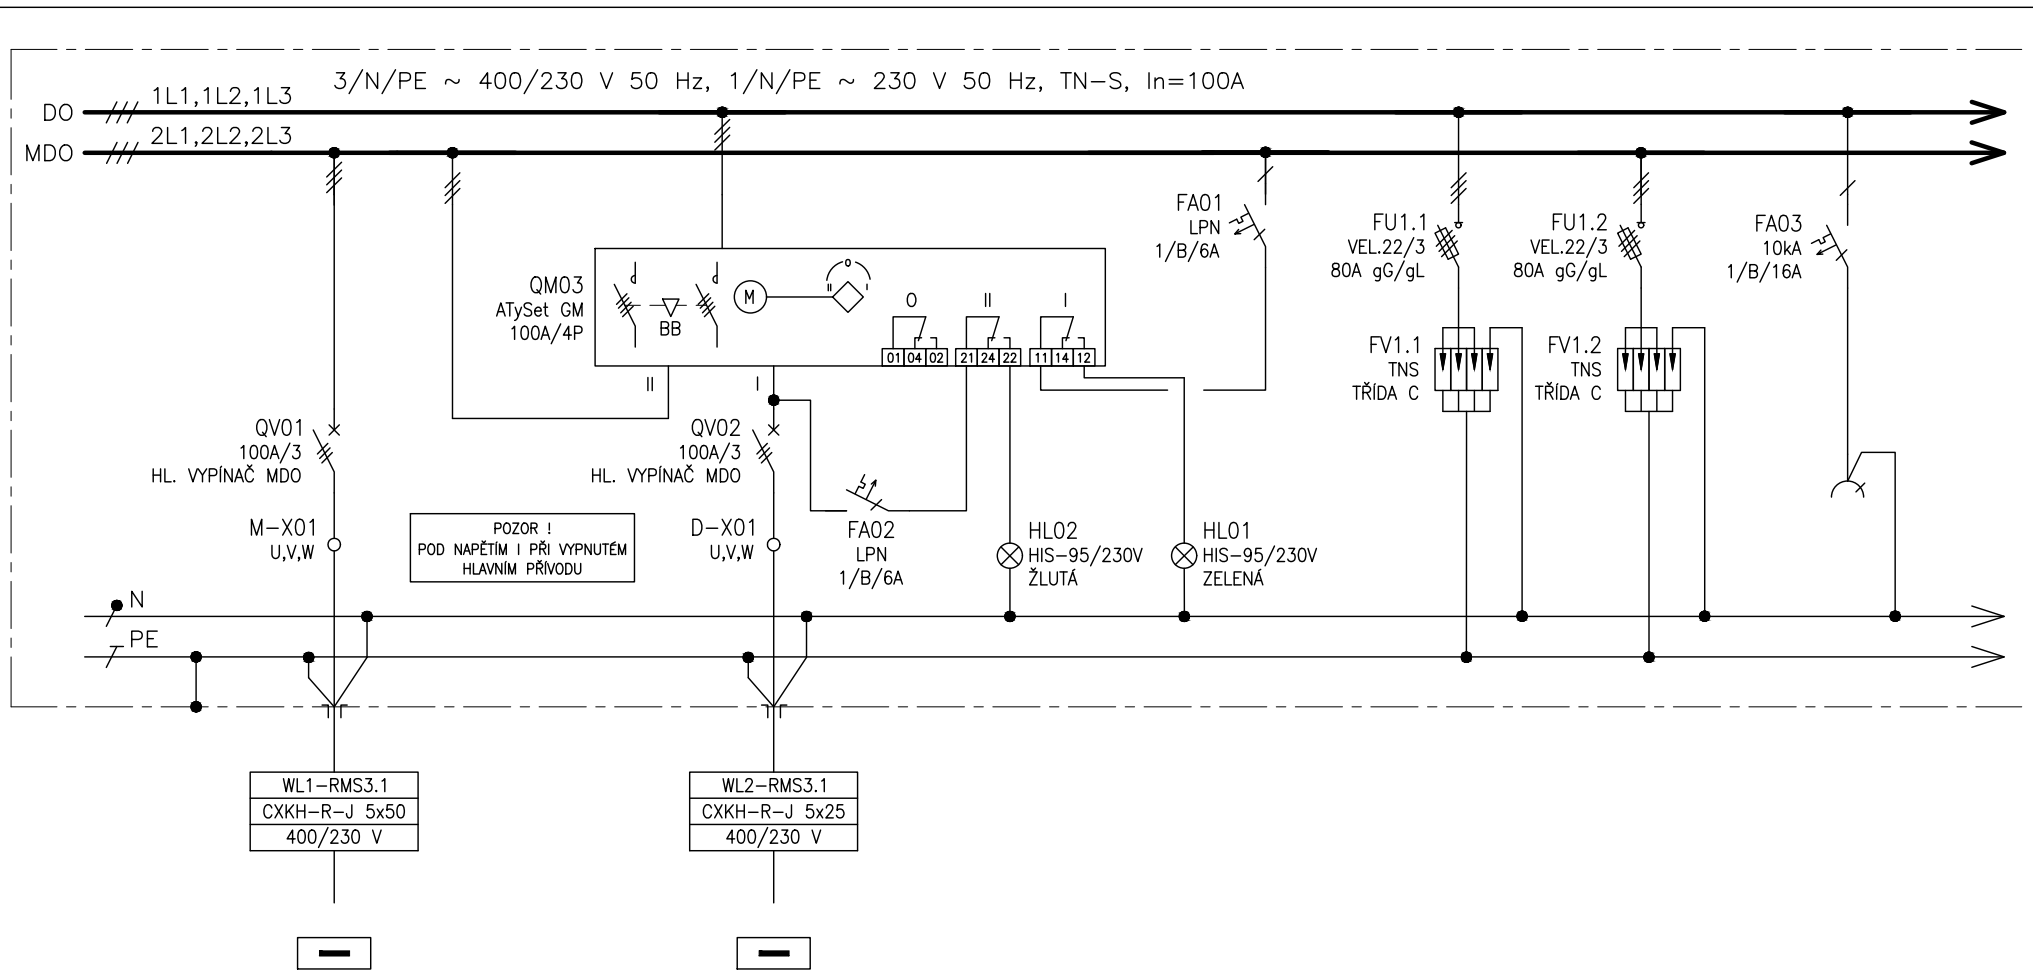 3/N/PE ~ 400/230 V 50 Hz, 1/N/PE ~ 230 V 50 Hz, TN-S, In=100A
DO
1L1,1L2,1L3
MDO
2L1,2L2,2L3
QM03
ATySet GM
100A/4P
BB
M
0
II
I
O
II
I
01 04 02
21 24 22
11 14 12
II
I
FA01
LPN
1/B/6A
FU1.1
VEL.22/3
80A gG/gL
FU1.2
VEL.22/3
80A gG/gL
FA03
10kA
1/B/16A
FV1.1
TNS
TŘÍDA C
FV1.2
TNS
TŘÍDA C
QV01
100A/3
HL. VYPÍNAČ MDO
QV02
100A/3
HL. VYPÍNAČ MDO
M-X01
U,V,W
POZOR !
POD NAPĚTÍM I PŘI VYPNUTÉM
HLAVNÍM PŘÍVODU
D-X01
U,V,W
FA02
LPN
1/B/6A
HL02
HIS-95/230V
ŽLUTÁ
HL01
HIS-95/230V
ZELENÁ
N
PE
WL1-RMS3.1
CXKH-R-J 5x50
400/230 V
WL2-RMS3.1
CXKH-R-J 5x25
400/230 V